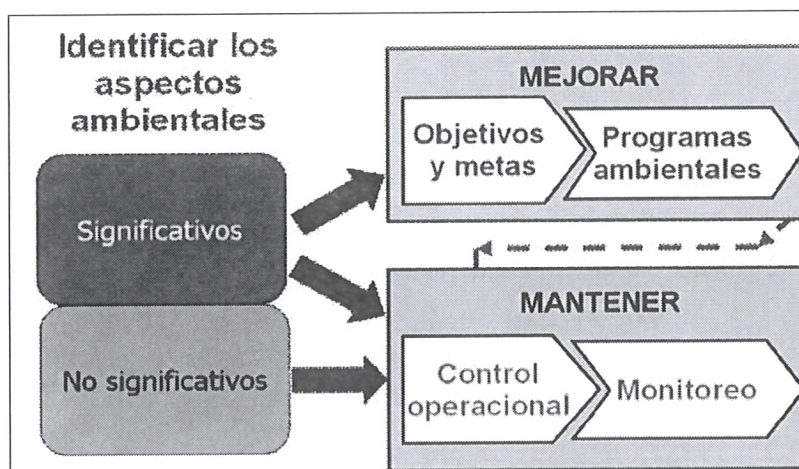 Identificar los
aspectos
ambientales
Significativos
No significativos
MEJORAR
Objetivos
y metas
Programas
ambientales
MANTENER
Control
operacional
Monitoreo